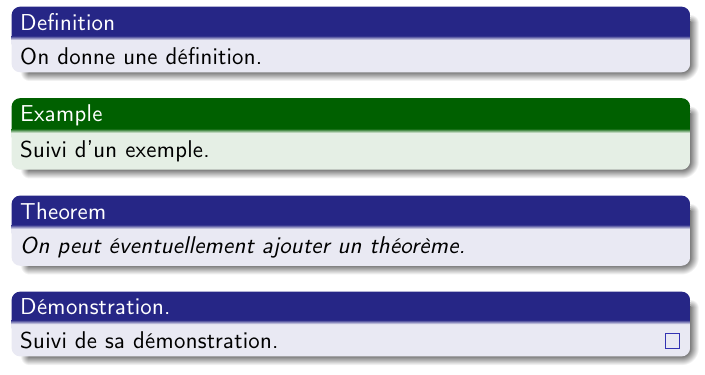 Definition
On donne une définition.
Example
Suivi d'un exemple.
Theorem
On peut éventuellement ajouter un théorème.
Démonstration.
Suivi de sa démonstration. □